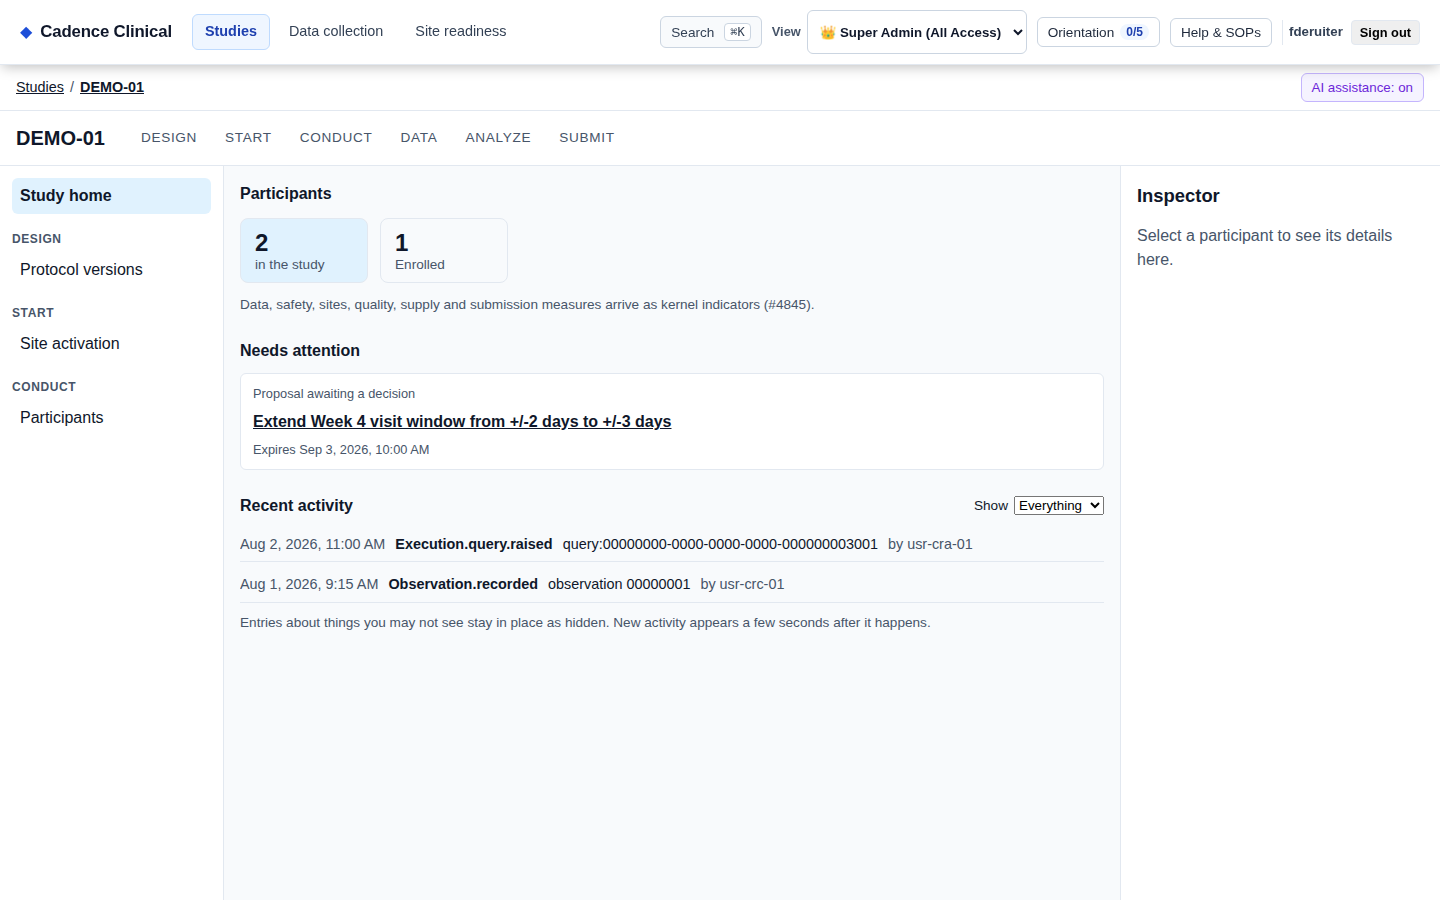 ◆ Cadence Clinical Studies Data collection Site readiness Search ⌘K View 👑 Super Admin (All Access) Orientation 0/5 Help & SOPs fderuiter Sign out
Studies / DEMO-01 AI assistance: on
DEMO-01 DESIGN START CONDUCT DATA ANALYZE SUBMIT
Study home
DESIGN
Protocol versions
START
Site activation
CONDUCT
Participants
Participants
2
in the study
1
Enrolled
Data, safety, sites, quality, supply and submission measures arrive as kernel indicators (#4845).
Needs attention
Proposal awaiting a decision
Extend Week 4 visit window from +/-2 days to +/-3 days
Expires Sep 3, 2026, 10:00 AM
Recent activity Show Everything
Aug 2, 2026, 11:00 AM Execution.query.raised query:00000000-0000-0000-0000-000000003001 by usr-cra-01
Aug 1, 2026, 9:15 AM Observation.recorded observation 00000001 by usr-crc-01
Entries about things you may not see stay in place as hidden. New activity appears a few seconds after it happens.
Inspector
Select a participant to see its details
here.